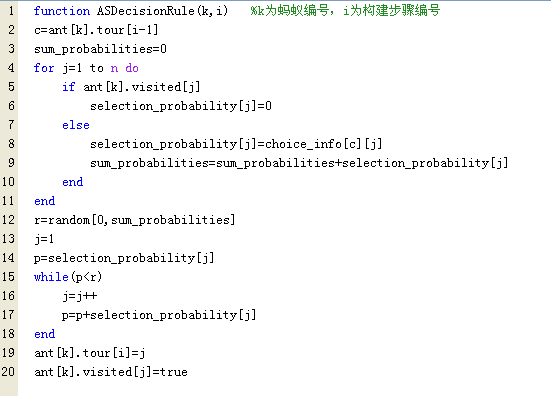 1 function ASDecisionRule(k,i) %k为蚂蚁编号，i为构建步骤编号
2 c=ant[k].tour[i-1]
3 sum_probabilities=0
4 for j=1 to n do
5 if ant[k].visited[j]
6 selection_probability[j]=0
7 else
8 selection_probability[j]=choice_info[c][j]
9 sum_probabilities=sum_probabilities+selection_probability[j]
10 end
11 end
12 r=random[0,sum_probabilities]
13 j=1
14 p=selection_probability[j]
15 while(p<r)
16 j=j++
17 p=p+selection_probability[j]
18 end
19 ant[k].tour[i]=j
20 ant[k].visited[j]=true